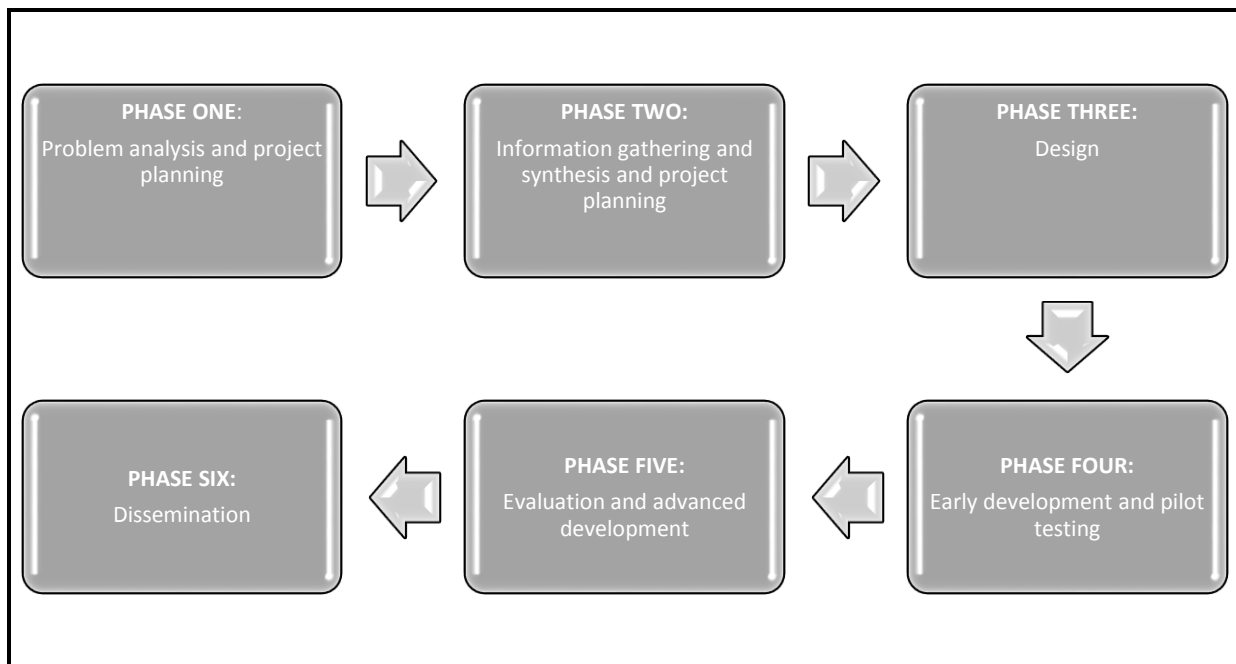 PHASE ONE:
Problem analysis and project
planning
PHASE TWO:
Information gathering and
synthesis and project
planning
PHASE THREE:
Design
PHASE FOUR:
Early development and pilot
testing
PHASE FIVE:
Evaluation and advanced
development
PHASE SIX:
Dissemination